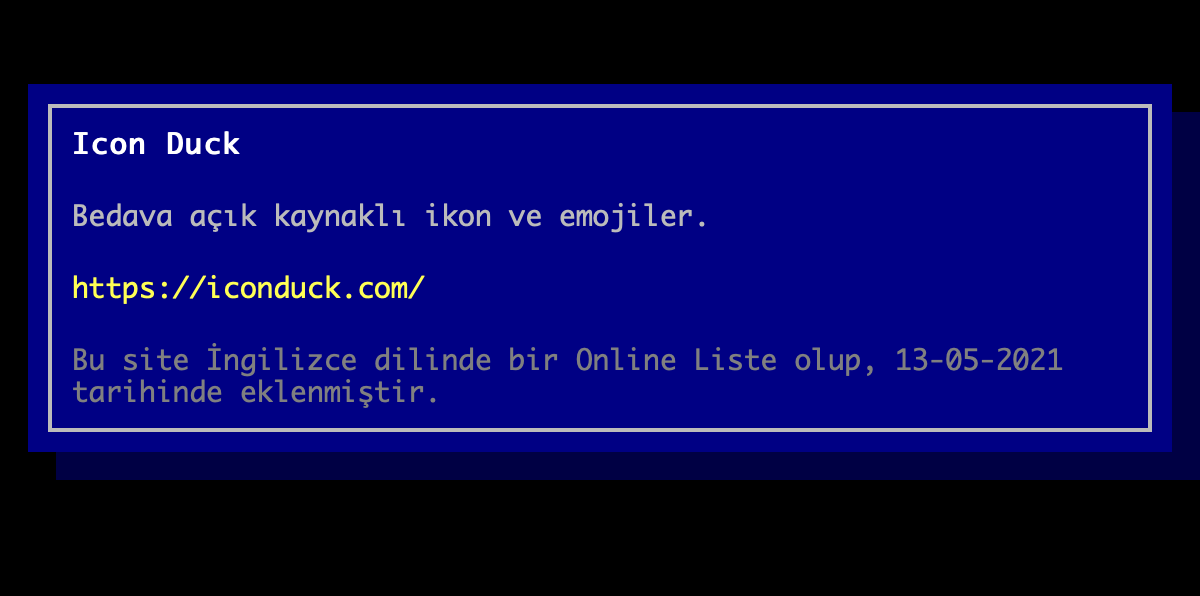 Icon Duck
Bedava açık kaynaklı ikon ve emojiler.
https://iconduck.com/
Bu site İngilizce dilinde bir Online Liste olup, 13-05-2021
tarihinde eklenmiştir.